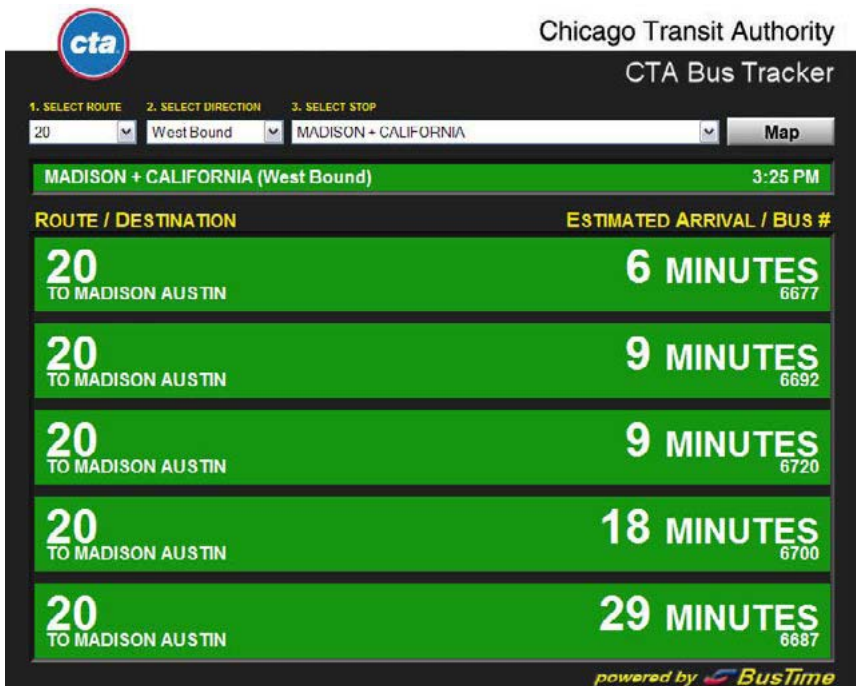 cta
Chicago Transit Authority
CTA Bus Tracker
1. SELECT ROUTE 2. SELECT DIRECTION 3. SELECT STOP
20 West Bound MADISON + CALIFORNIA Map
MADISON + CALIFORNIA (West Bound) 3:25 PM
ROUTE / DESTINATION ESTIMATED ARRIVAL / BUS #
20 6 MINUTES
TO MADISON AUSTIN 6677
20 9 MINUTES
TO MADISON AUSTIN 6692
20 9 MINUTES
TO MADISON AUSTIN 6720
20 18 MINUTES
TO MADISON AUSTIN 6700
20 29 MINUTES
TO MADISON AUSTIN 6687
powered by BusTime